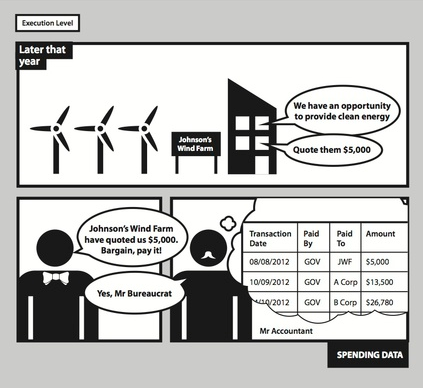 Execution Level
Later that
year
We have an opportunity
to provide clean energy
Johnson's
Wind Farm
Quote them $5,000
Johnson's Wind Farm
have quoted us $5,000.
Bargain, pay it!
Yes, Mr Bureaucrat
Transaction Date Paid By Paid To Amount
08/08/2012 GOV JWF $5,000
10/09/2012 GOV A Corp $13,500
/10/2012 GOV B Corp $26,780
Mr Accountant
SPENDING DATA